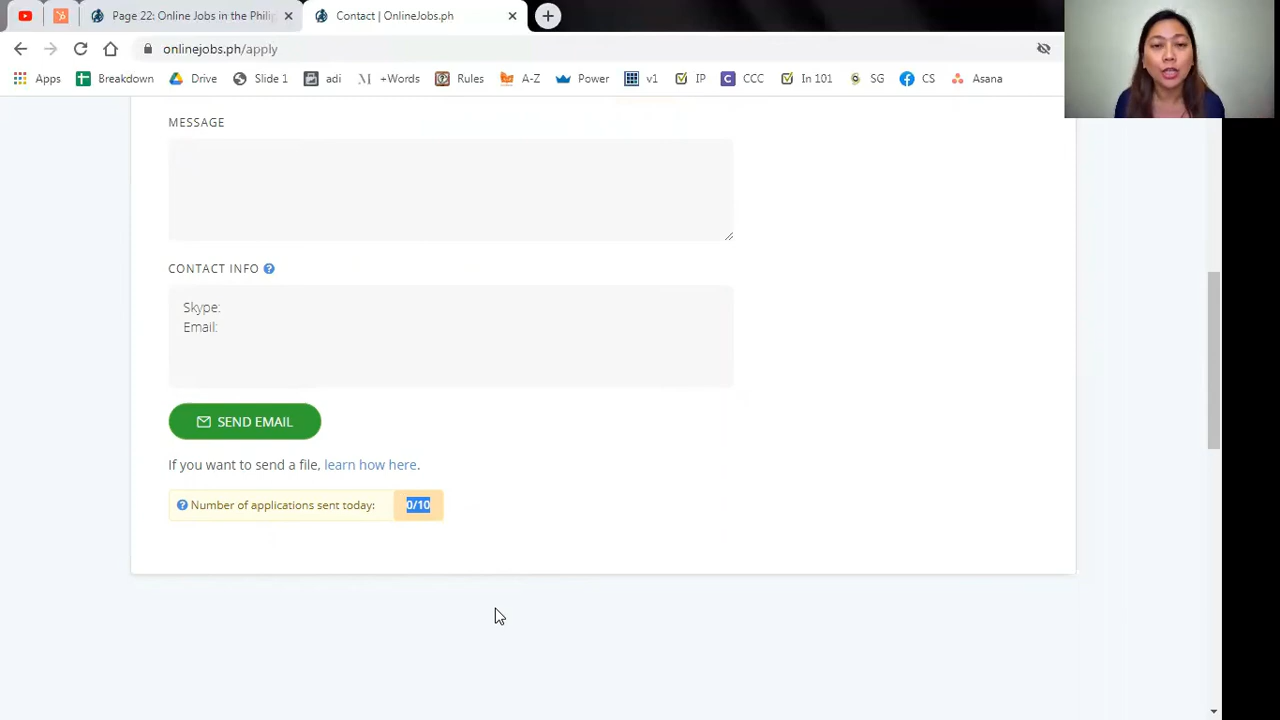 Page 22: Online Jobs in the Philip
Contact | OnlineJobs.ph
onlinejobs.ph/apply
Apps
Breakdown
Drive
Slide 1
adi
+Words
Rules
A-Z
Power
v1
IP
CCC
In 101
SG
CS
Asana
MESSAGE
CONTACT INFO
Skype:
Email:
SEND EMAIL
If you want to send a file, learn how here.
Number of applications sent today: 0/10